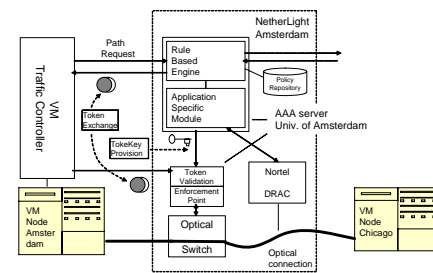 NetherLight
Amsterdam
Path
Request
Rule
Based
Engine
Policy
Repository
VM
Traffic Controller
Application
Specific
Module
Token
Exchange
TokeKey
Provision
AAA server
Univ. of Amsterdam
Token
Validation
Enforcement
Point
Nortel
DRAC
VM
Node
Amster
dam
Optical
Switch
Optical
connection
VM
Node
Chicago